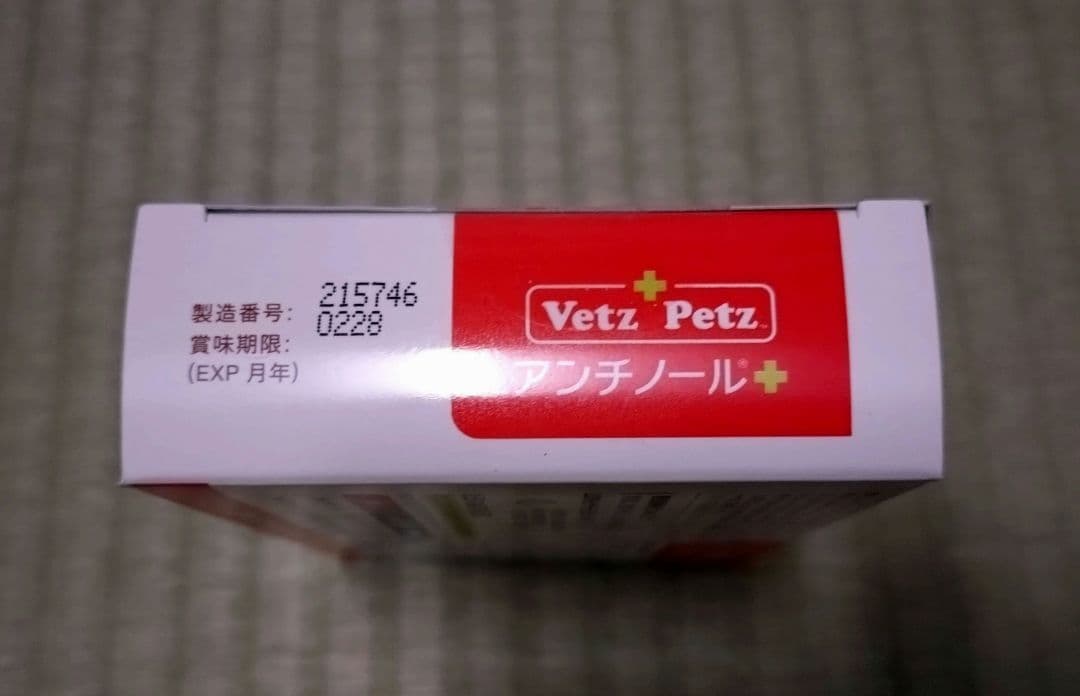 製造番号: 215746
賞味期限: 0228
(EXP 月年)
Vetz Petz™
アンチノール®